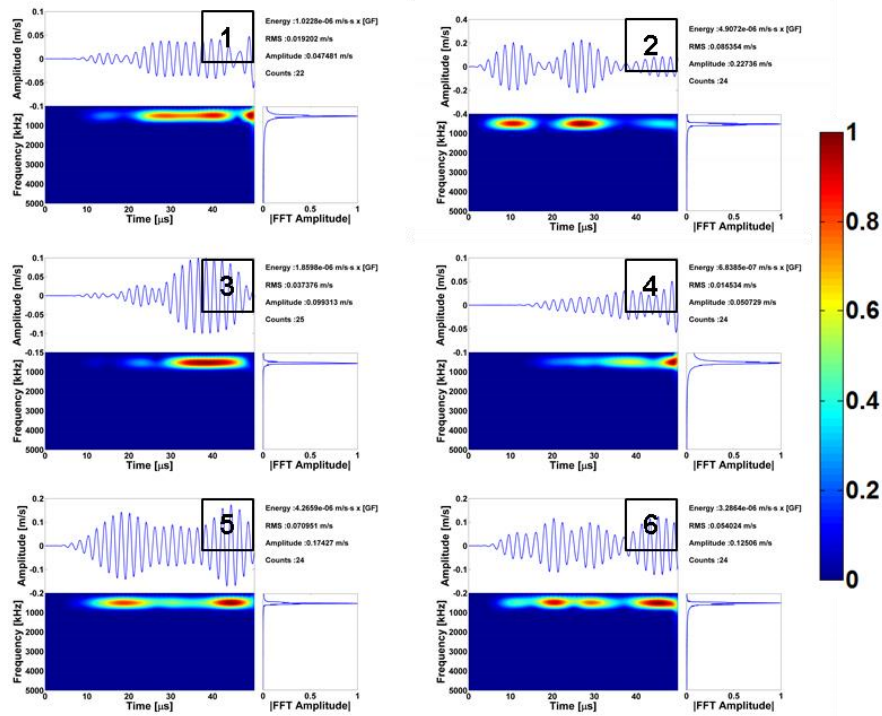 1
Amplitude [m/s]
0.1
0.05
0
-0.05
-0.1
Energy :1.0228e-06 m/s·s x [GF]
RMS :0.019202 m/s
Amplitude :0.047481 m/s
Counts :22
Frequency [kHz]
1000
2000
3000
4000
5000
0 10 20 30 40
Time [µs]
0 0.5 1
|FFT Amplitude|
2
Amplitude [m/s]
0.4
0.2
0
-0.2
-0.4
Energy :4.9072e-06 m/s·s x [GF]
RMS :0.085354 m/s
Amplitude :0.22736 m/s
Counts :24
Frequency [kHz]
1000
2000
3000
4000
5000
0 10 20 30 40
Time [µs]
0 0.5 1
|FFT Amplitude|
3
Amplitude [m/s]
0.1
0.05
0
-0.05
-0.1
-0.15
Energy :1.8598e-06 m/s·s x [GF]
RMS :0.037376 m/s
Amplitude :0.099313 m/s
Counts :25
Frequency [kHz]
1000
2000
3000
4000
5000
0 10 20 30 40
Time [µs]
0 0.5 1
|FFT Amplitude|
4
Amplitude [m/s]
0.1
0.05
0
-0.05
-0.1
Energy :6.8385e-07 m/s·s x [GF]
RMS :0.014534 m/s
Amplitude :0.050729 m/s
Counts :24
Frequency [kHz]
1000
2000
3000
4000
5000
0 10 20 30 40
Time [µs]
0 0.5 1
|FFT Amplitude|
5
Amplitude [m/s]
0.2
0.1
0
-0.1
-0.2
Energy :4.2659e-06 m/s·s x [GF]
RMS :0.070951 m/s
Amplitude :0.17427 m/s
Counts :24
Frequency [kHz]
1000
2000
3000
4000
5000
0 10 20 30 40
Time [µs]
0 0.5 1
|FFT Amplitude|
6
Amplitude [m/s]
0.2
0.1
0
-0.1
-0.2
Energy :3.2864e-06 m/s·s x [GF]
RMS :0.054024 m/s
Amplitude :0.12506 m/s
Counts :24
Frequency [kHz]
1000
2000
3000
4000
5000
0 10 20 30 40
Time [µs]
0 0.5 1
|FFT Amplitude|
1
0.8
0.6
0.4
0.2
0